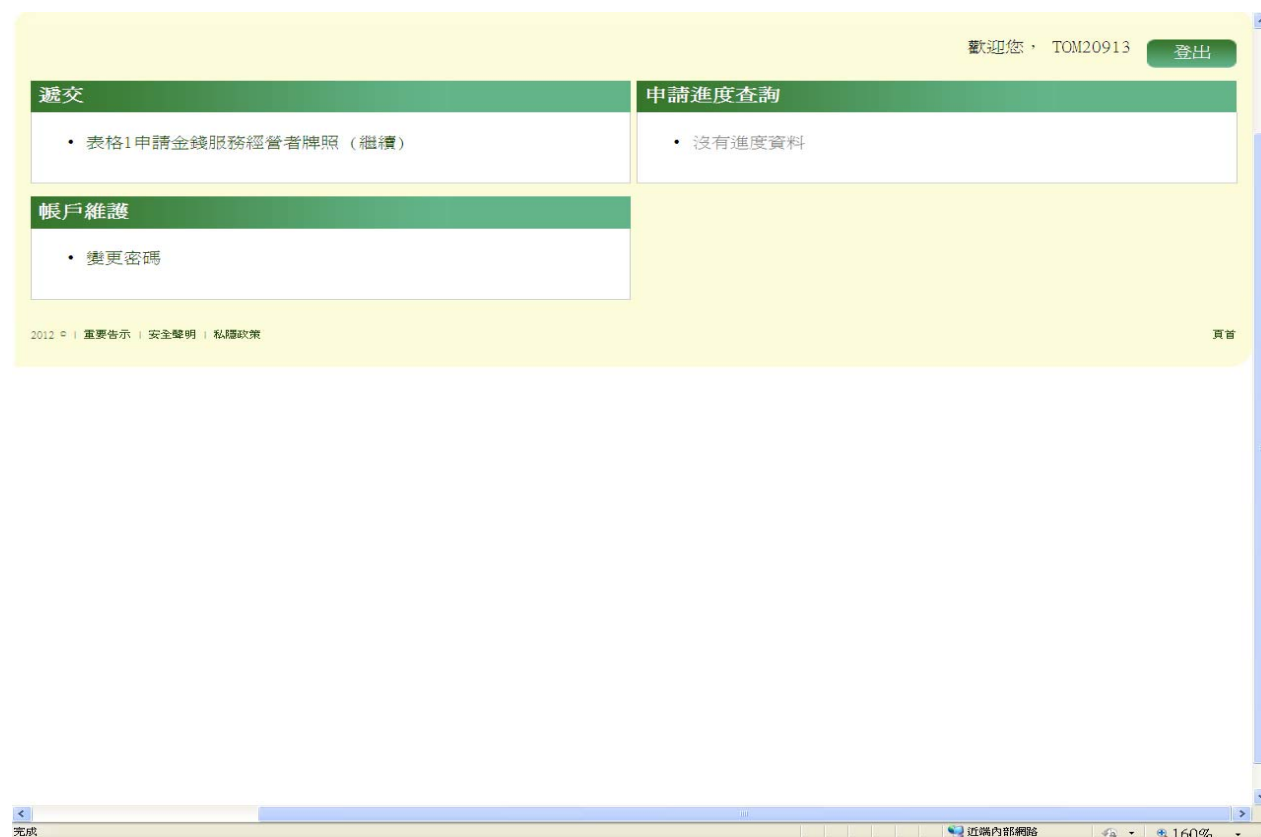 歡迎您， TOM20913 登出
遞交
• 表格1申請金錢服務經營者牌照 (繼續)
申請進度查詢
• 沒有進度資料
帳戶維護
• 變更密碼
2012 © | 重要告示 | 安全聲明 | 私隱政策
頁首
完成
近端內部網路
160%